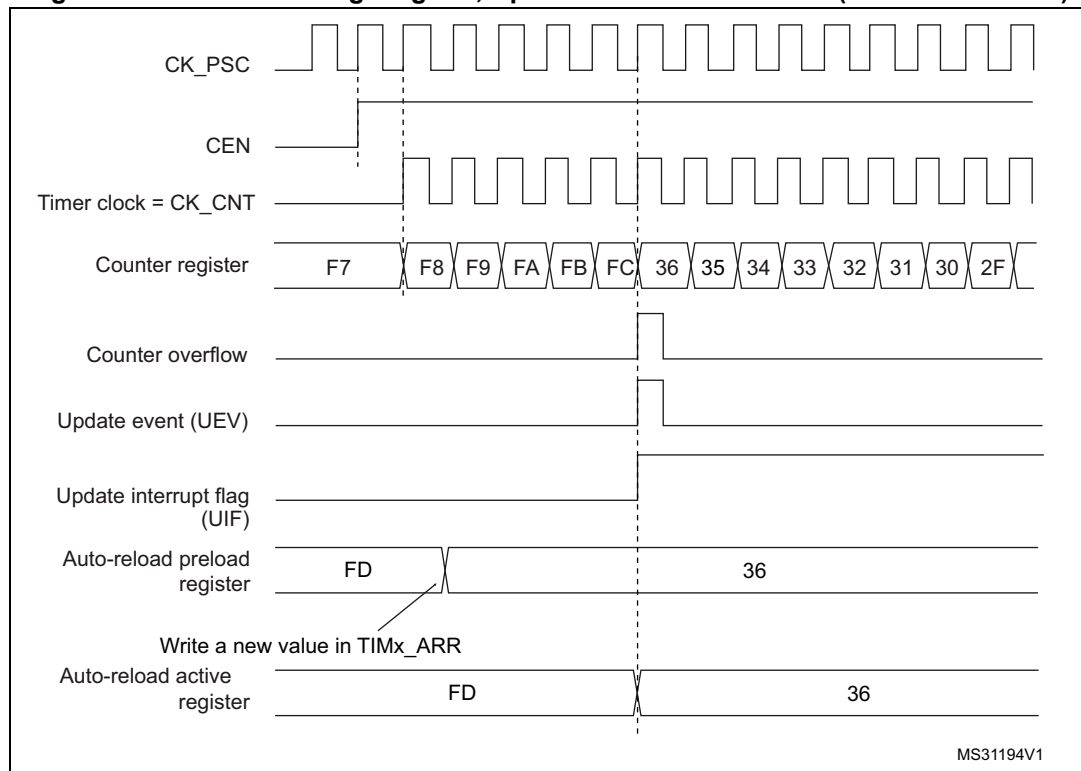 CK_PSC
CEN
Timer clock = CK_CNT
Counter register
F7 F8 F9 FA FB FC 36 35 34 33 32 31 30 2F
Counter overflow
Update event (UEV)
Update interrupt flag
(UIF)
Auto-reload preload
register
FD 36
Write a new value in TIMx_ARR
Auto-reload active
register
FD 36
MS31194V1